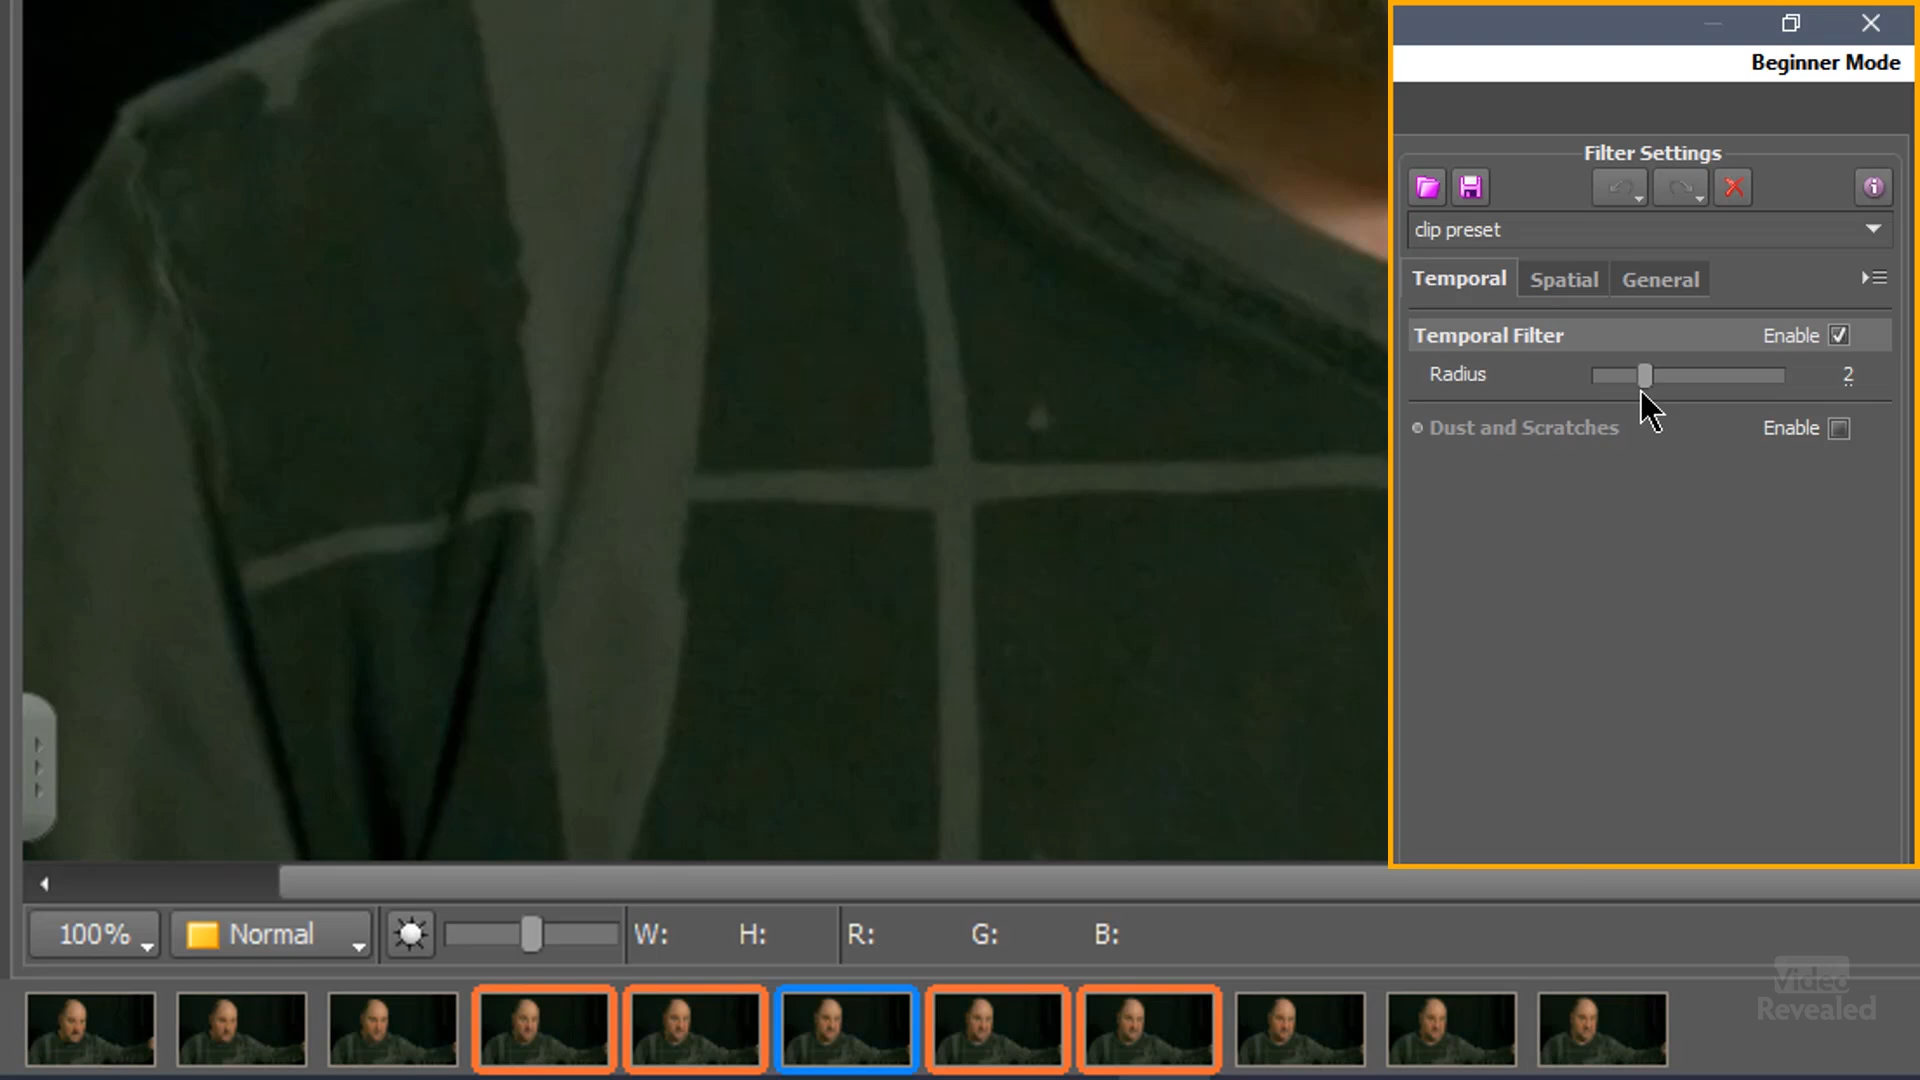 Beginner Mode
Filter Settings
clip preset
Temporal
Spatial
General
Temporal Filter
Enable
Radius
2
Dust and Scratches
Enable
100%
Normal
W:
H:
R:
G:
B:
Video
Revealed